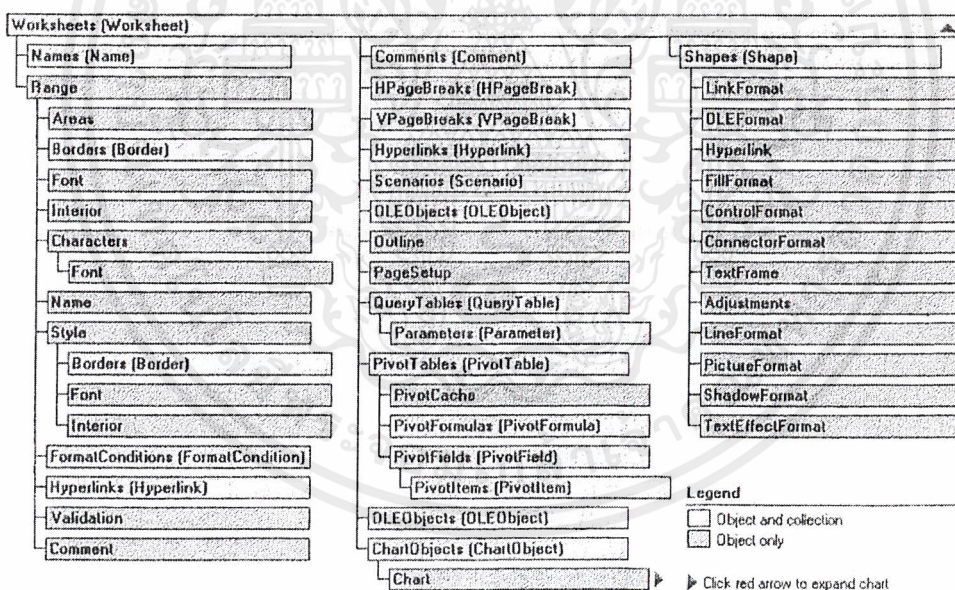 Worksheets (Worksheet)
Names (Name)
Range
Areas
Borders (Border)
Font
Interior
Characters
Font
Name
Style
Borders (Border)
Font
Interior
FormatConditions (FormatCondition)
Hyperlinks (Hyperlink)
Validation
Comment
Comments (Comment)
HPageBreaks (HPageBreak)
VPageBreaks (VPageBreak)
Hyperlinks (Hyperlink)
Scenarios (Scenario)
OLEObjects (OLEObject)
Outline
PageSetup
QueryTables (QueryTable)
Parameters (Parameter)
PivotTables (PivotTable)
PivotCache
PivotFormulas (PivotFormula)
PivotFields (PivotField)
PivotItems (PivotItem)
OLEObjects (OLEObject)
ChartObjects (ChartObject)
Chart
Shapes (Shape)
LinkFormat
OLEFormat
Hyperlink
FillFormat
ControlFormat
ConnectorFormat
TextFrame
Adjustments
LineFormat
PictureFormat
ShadowFormat
TextEffectFormat
Legend
Object and collection
Object only
Click red arrow to expand chart